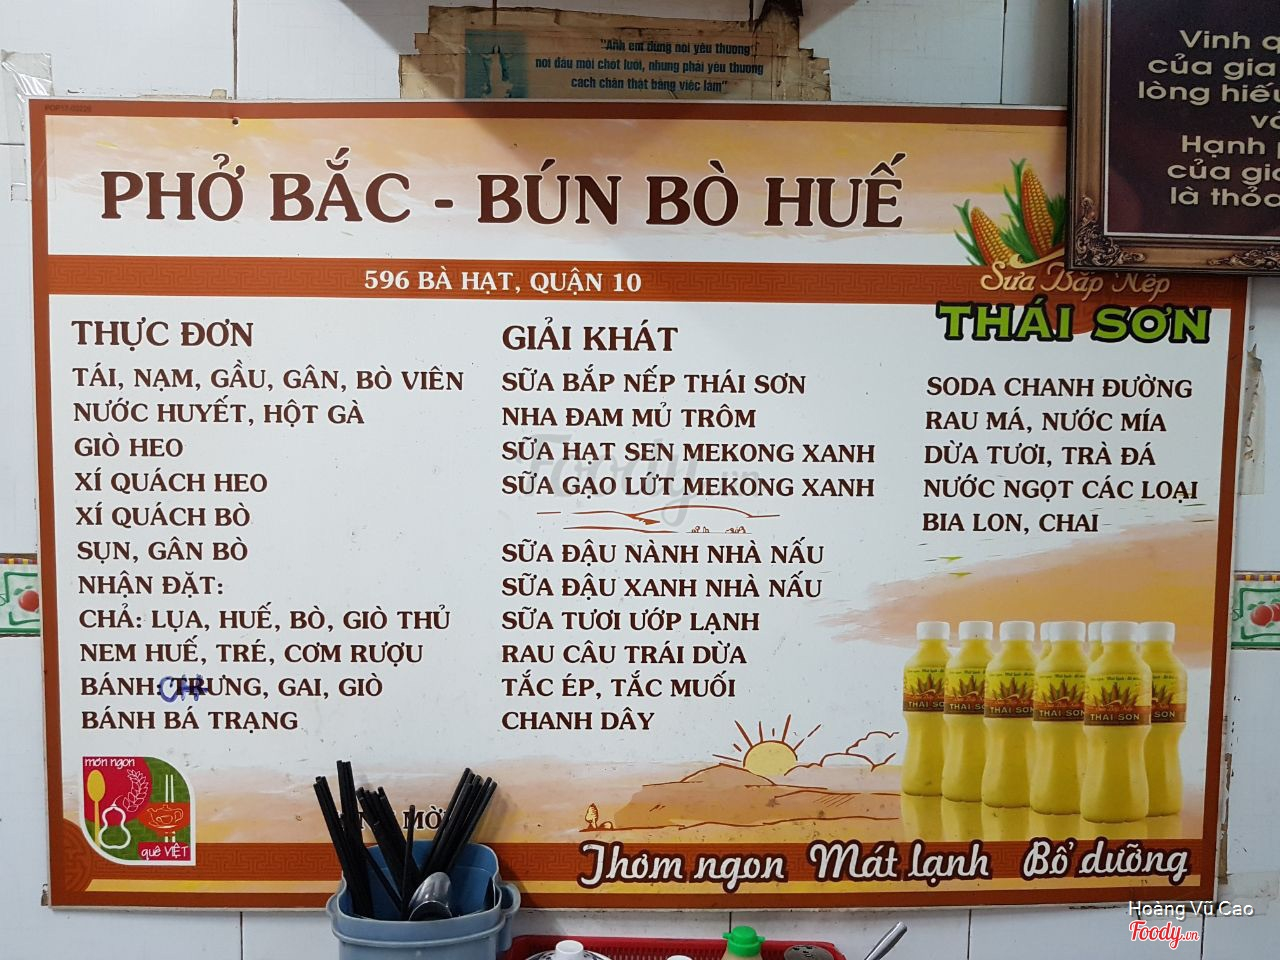 "Anh em đừng nói yêu thương
nơi đầu môi chót lưỡi, nhưng phải yêu thương
cách chân thật bằng việc làm"
Vinh q
của gia
lòng hiếu
Hạnh
của gia
là thỏa
POP17-02226
PHỞ BẮC - BÚN BÒ HUẾ
596 BÀ HẠT, QUẬN 10
Sữa Bắp Nếp
THÁI SƠN
THỰC ĐƠN
TÁI, NẠM, GẦU, GÂN, BÒ VIÊN
NƯỚC HUYẾT, HỘT GÀ
GIÒ HEO
XÍ QUÁCH HEO
XÍ QUÁCH BÒ
SỤN, GÂN BÒ
NHẬN ĐẶT:
CHẢ: LỤA, HUẾ, BÒ, GIÒ THỦ
NEM HUẾ, TRÉ, CƠM RƯỢU
BÁNH: CHƯNG, GAI, GIÒ
BÁNH BÁ TRẠNG
GIẢI KHÁT
SỮA BẮP NẾP THÁI SƠN
NHA ĐAM MỦ TRÔM
SỮA HẠT SEN MEKONG XANH
SỮA GẠO LỨT MEKONG XANH
SỮA ĐẬU NÀNH NHÀ NẤU
SỮA ĐẬU XANH NHÀ NẤU
SỮA TƯƠI ƯỚP LẠNH
RAU CÂU TRÁI DỪA
TẮC ÉP, TẮC MUỐI
CHANH DÂY
SODA CHANH ĐƯỜNG
RAU MÁ, NƯỚC MÍA
DỪA TƯƠI, TRÀ ĐÁ
NƯỚC NGỌT CÁC LOẠI
BIA LON, CHAI
Foody.vn
THÁI SƠN
món ngon
quê VIỆT
MỜI
Thơm ngon Mát lạnh Bổ dưỡng
Hoàng Vũ Cao
Foody.vn